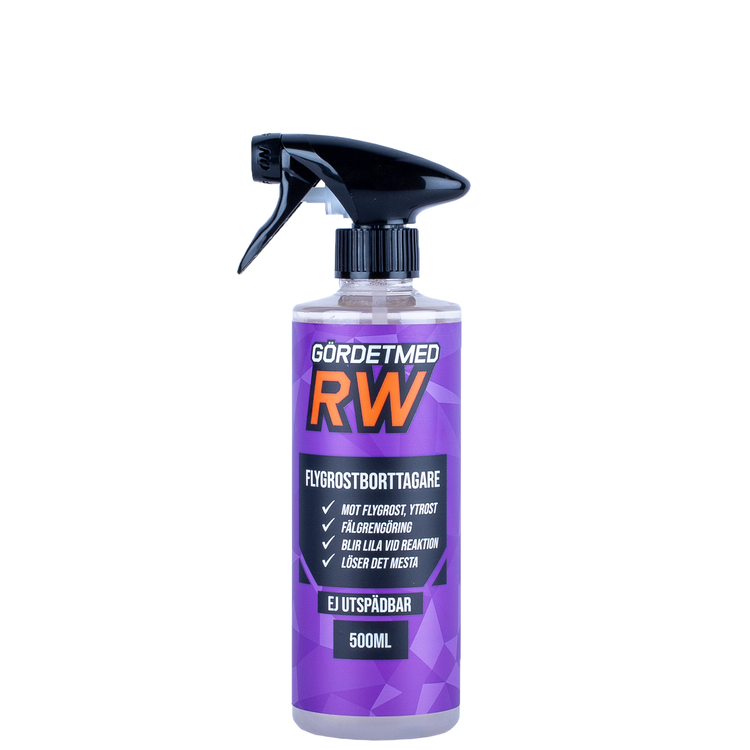 GÖRDETMED
RW
FLYGROSTBORTTAGARE
MOT FLYGROST, YTROST
FÄLGRENGÖRING
BLIR LILA VID REAKTION
LÖSER DET MESTA
EJ UTSPÄDBAR
500ML